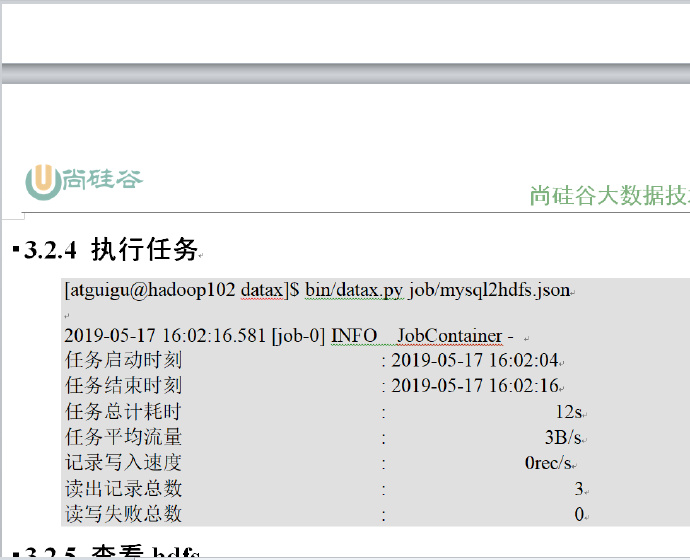 尚硅谷
尚硅谷大数据技
3.2.4 执行任务
[atguigu@hadoop102 datax]$ bin/datax.py job/mysql2hdfs.json
2019-05-17 16:02:16.581 [job-0] INFO JobContainer -
任务启动时刻 : 2019-05-17 16:02:04
任务结束时刻 : 2019-05-17 16:02:16
任务总计耗时 : 12s
任务平均流量 : 3B/s
记录写入速度 : 0rec/s
读出记录总数 : 3
读写失败总数 : 0
3.2.5 查看 hdfs